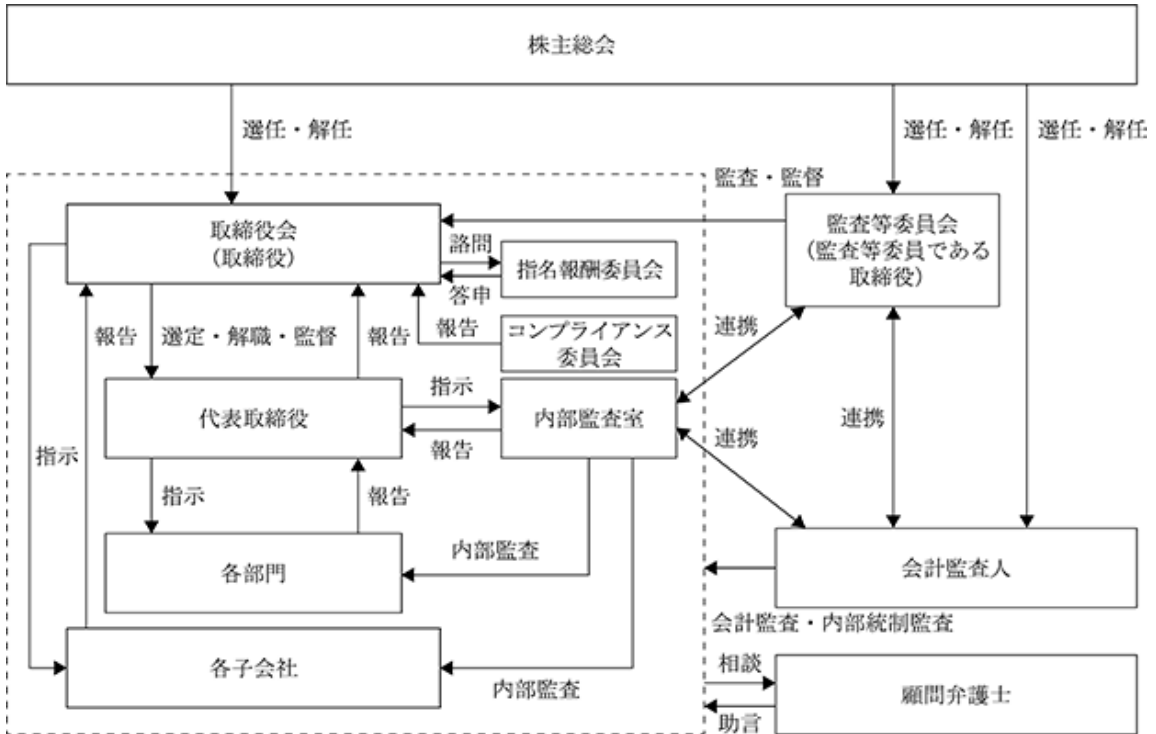 株主総会
選任・解任
選任・解任
選任・解任
監査・監督
取締役会
(取締役)
諮問
答申
指名報酬委員会
監査等委員会
(監査等委員である
取締役)
報告
選定・解職・監督
報告
報告
コンプライアンス
委員会
連携
代表取締役
指示
報告
内部監査室
連携
連携
指示
指示
報告
各部門
内部監査
会計監査人
会計監査・内部統制監査
各子会社
内部監査
相談
助言
顧問弁護士